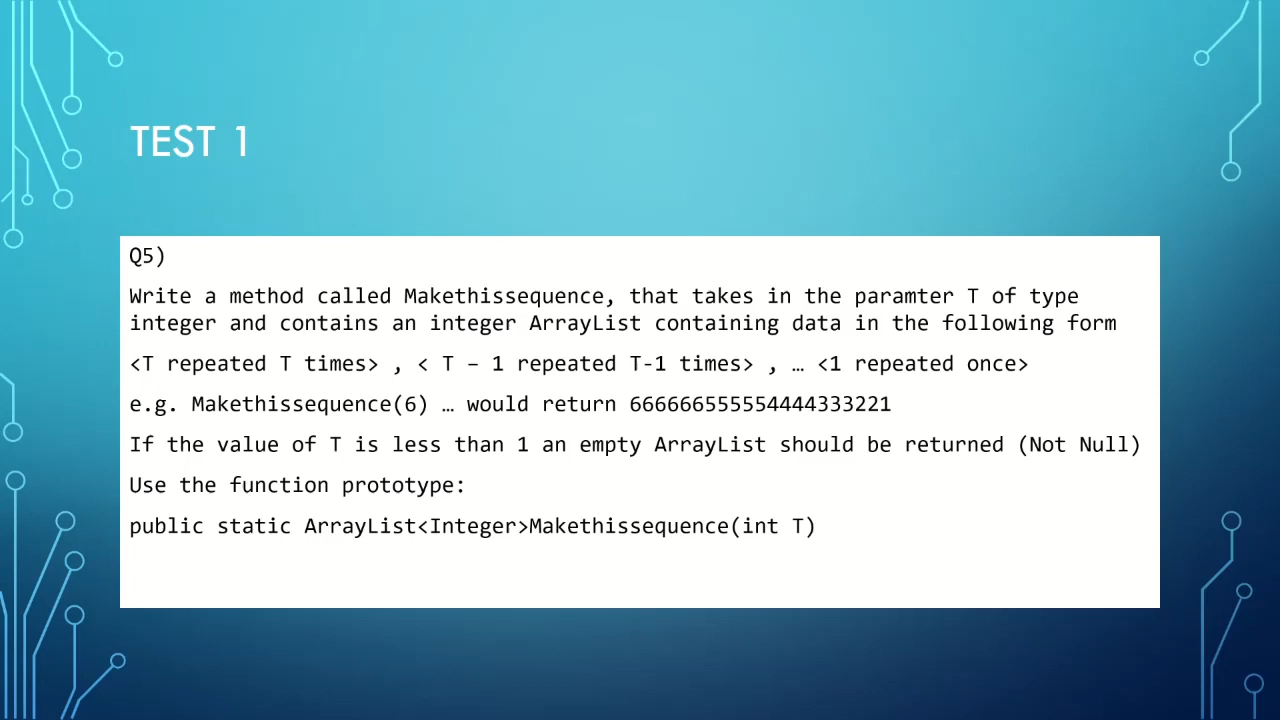 TEST 1
Q5)
Write a method called Makethissequence, that takes in the paramter T of type
integer and contains an integer ArrayList containing data in the following form
<T repeated T times> , < T – 1 repeated T-1 times> , … <1 repeated once>
e.g. Makethissequence(6) … would return 666666555554444333221
If the value of T is less than 1 an empty ArrayList should be returned (Not Null)
Use the function prototype:
public static ArrayList<Integer>Makethissequence(int T)